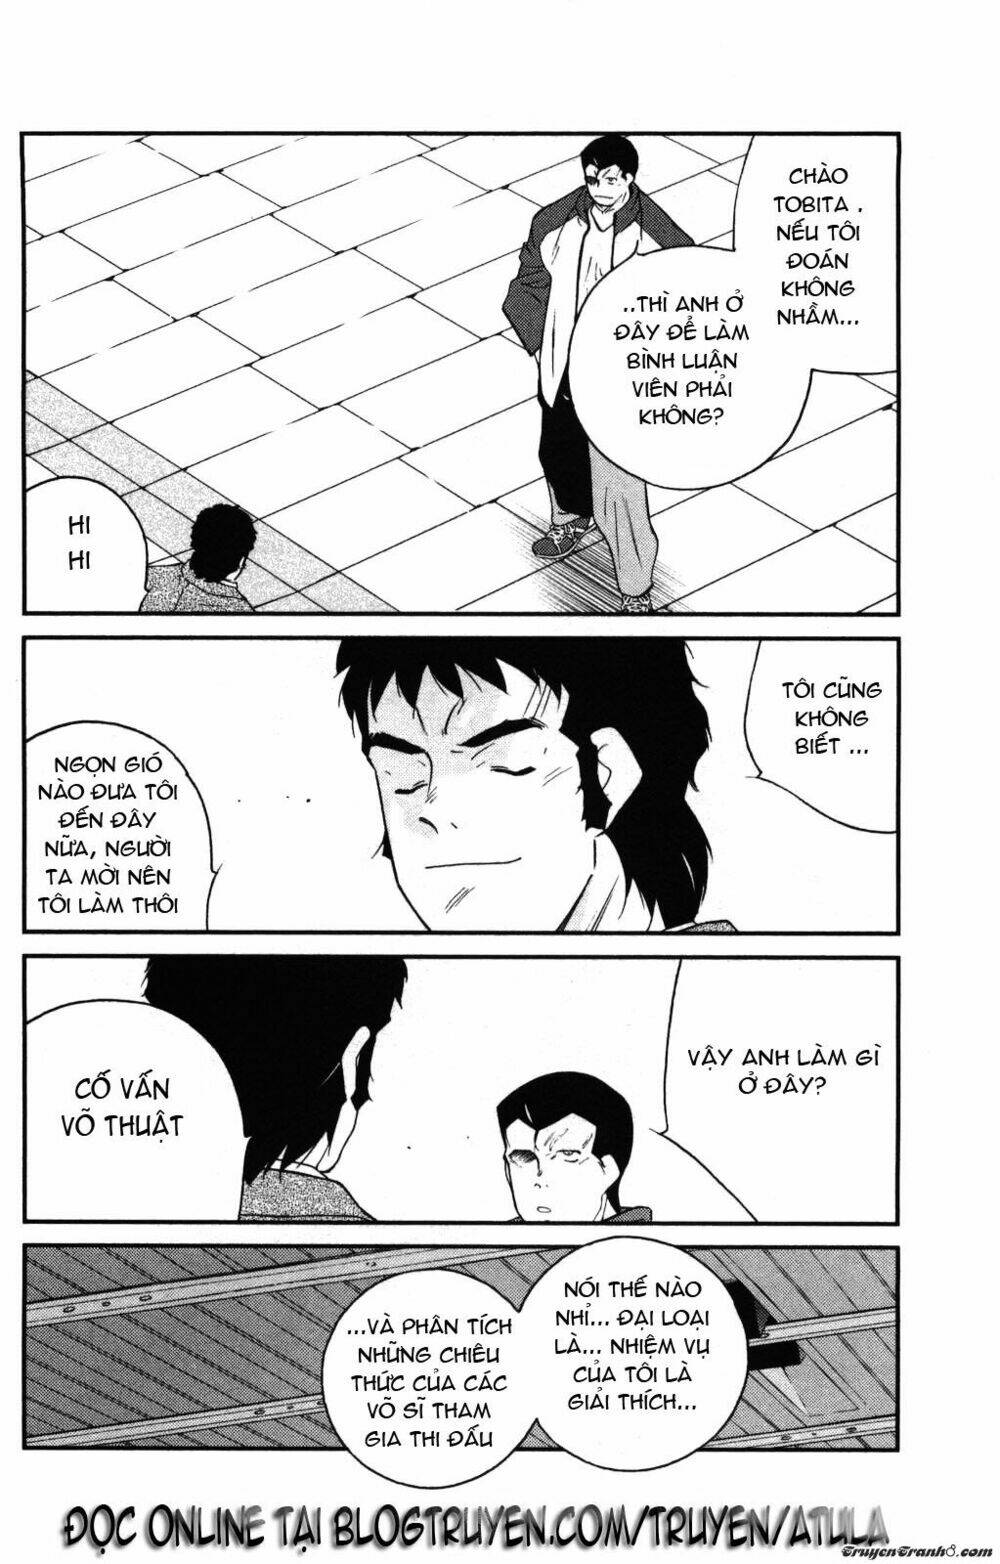 CHÀO
TOBITA .
NẾU TÔI
ĐOÁN
KHÔNG
NHẦM...
..THÌ ANH Ở
ĐÂY ĐỂ LÀM
BÌNH LUẬN
VIÊN PHẢI
KHÔNG?
HI
HI
TÔI CŨNG
KHÔNG
BIẾT ...
NGỌN GIÓ
NÀO ĐƯA TÔI
ĐẾN ĐÂY
NỮA, NGƯỜI
TA MỜI NÊN
TÔI LÀM THÔI
VẬY ANH LÀM GÌ
Ở ĐÂY?
CỐ VẤN
VÕ THUẬT
NÓI THẾ NÀO
NHỈ... ĐẠI LOẠI
LÀ... NHIỆM VỤ
CỦA TÔI LÀ
GIẢI THÍCH...
...VÀ PHÂN TÍCH
NHỮNG CHIÊU
THỨC CỦA CÁC
VÕ SĨ THAM
GIA THI ĐẤU
ĐỌC ONLINE TẠI BLOGTRUYEN.COM/TRUYEN/ATULA
TruyenTranh8.com